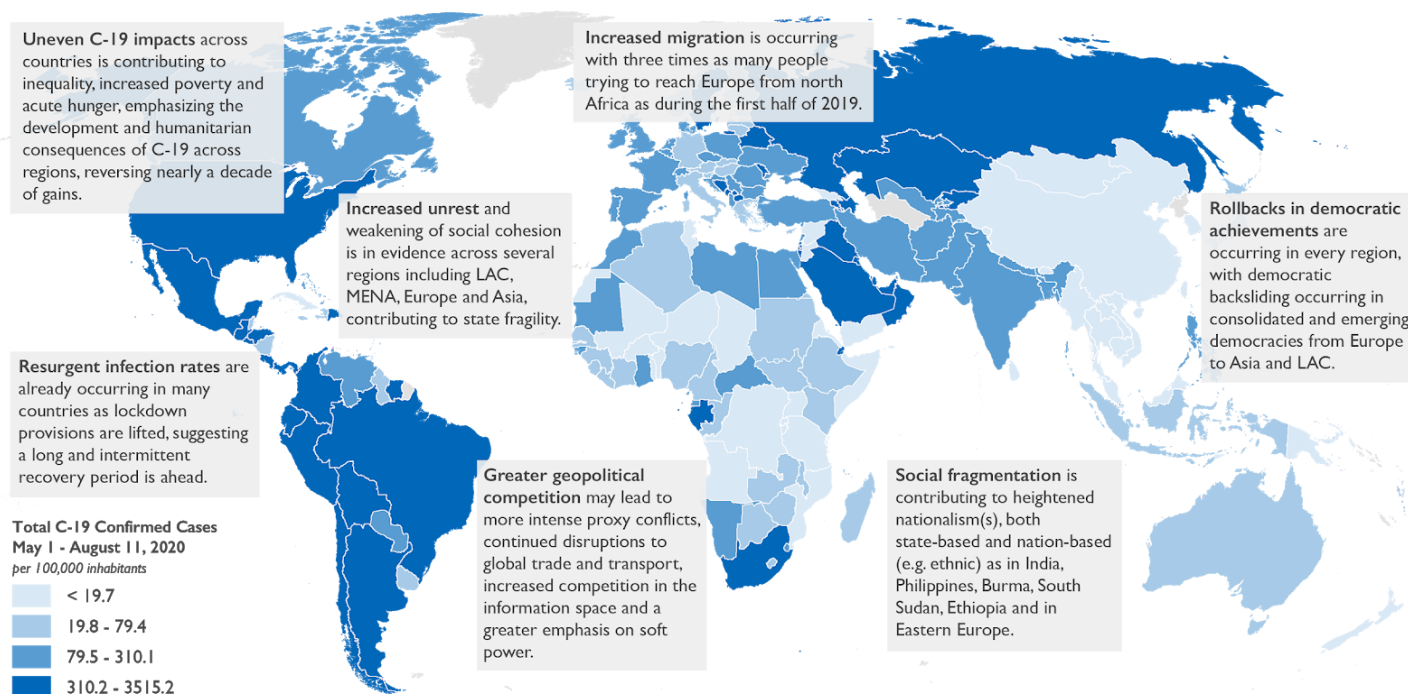 Uneven C-19 impacts across
countries is contributing to
inequality, increased poverty and
acute hunger, emphasizing the
development and humanitarian
consequences of C-19 across
regions, reversing nearly a decade
of gains.
Increased migration is occurring
with three times as many people
trying to reach Europe from north
Africa as during the first half of 2019.
Increased unrest and
weakening of social cohesion
is in evidence across several
regions including LAC,
MENA, Europe and Asia,
contributing to state fragility.
Rollbacks in democratic
achievements are
occurring in every region,
with democratic
backsliding occurring in
consolidated and emerging
democracies from Europe
to Asia and LAC.
Resurgent infection rates are
already occurring in many
countries as lockdown
provisions are lifted, suggesting
a long and intermittent
recovery period is ahead.
Greater geopolitical
competition may lead to
more intense proxy conflicts,
continued disruptions to
global trade and transport,
increased competition in the
information space and a
greater emphasis on soft
power.
Social fragmentation is
contributing to heightened
nationalism(s), both
state-based and nation-based
(e.g. ethnic) as in India,
Philippines, Burma, South
Sudan, Ethiopia and in
Eastern Europe.
Total C-19 Confirmed Cases
May 1 - August 11, 2020
per 100,000 inhabitants
< 19.7
19.8 - 79.4
79.5 - 310.1
310.2 - 3515.2